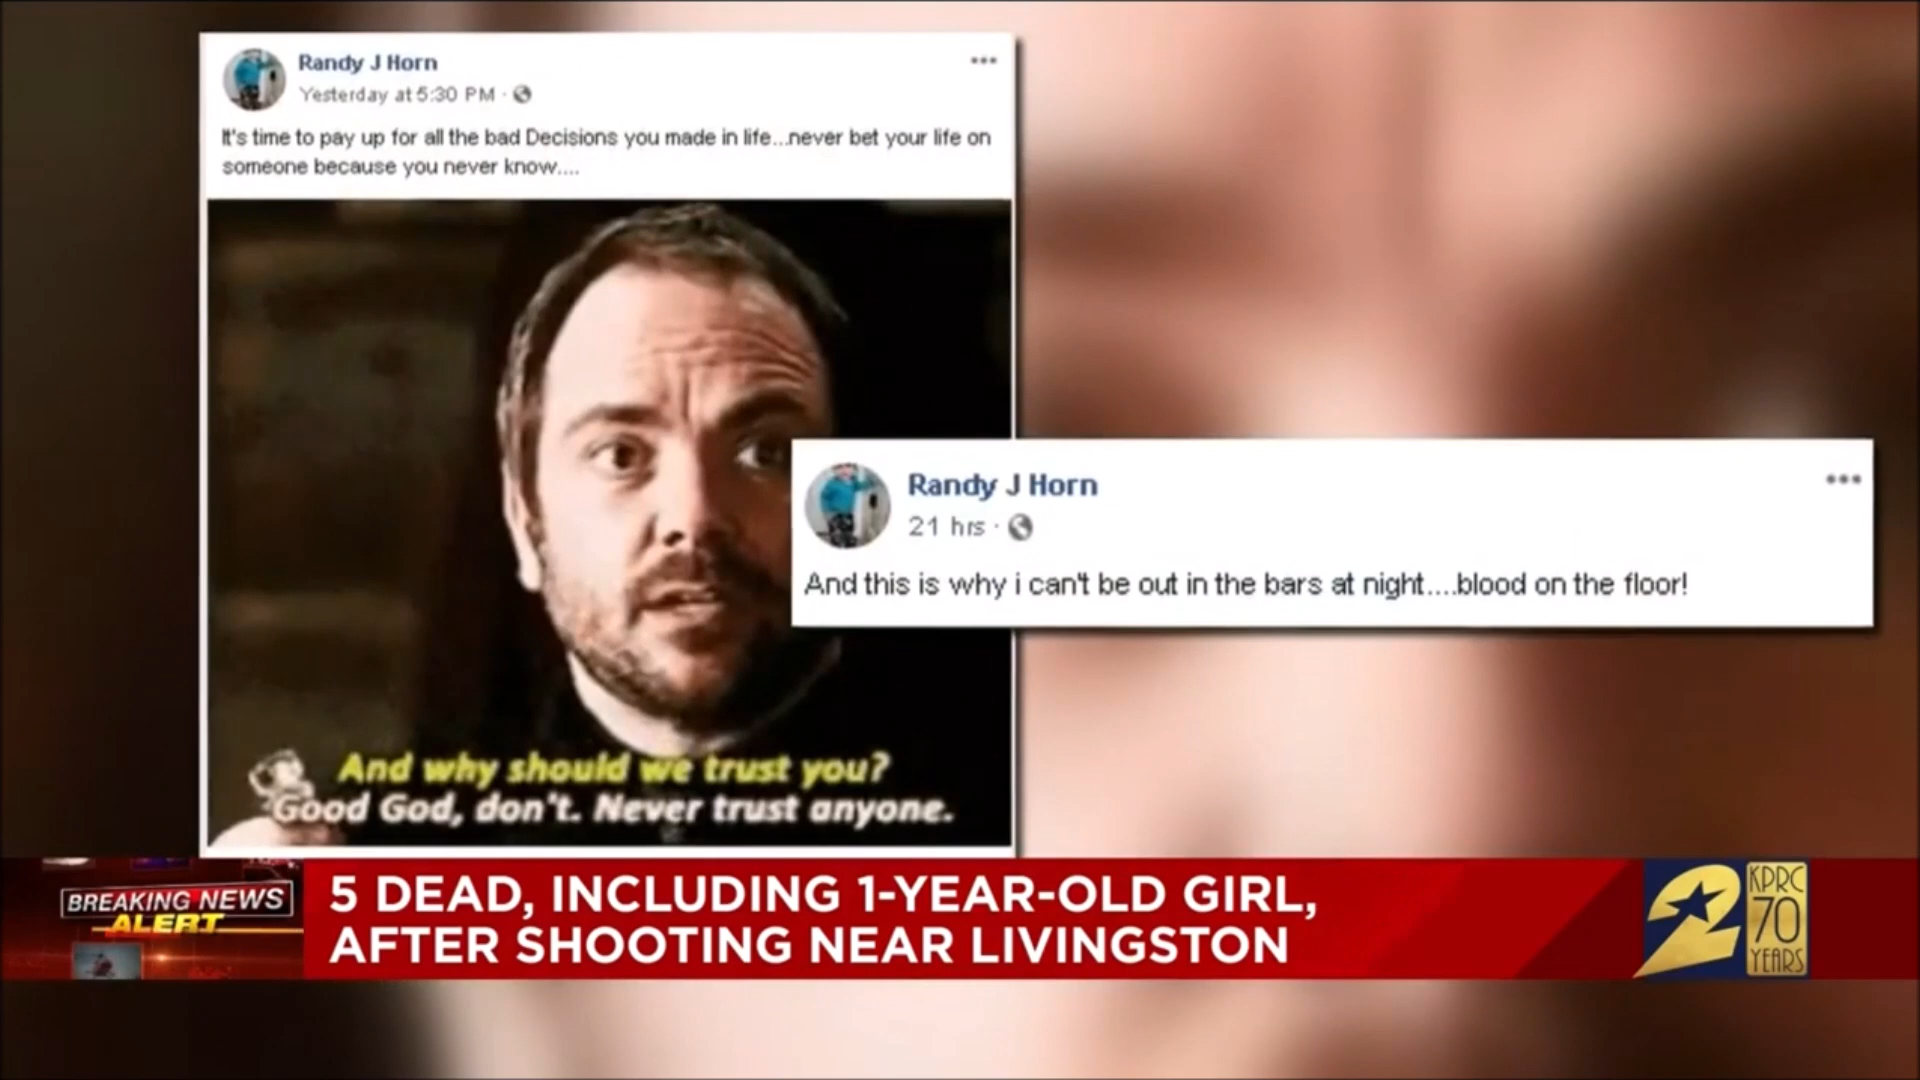 Randy J Horn
Yesterday at 5:30 PM
It's time to pay up for all the bad Decisions you made in life...never bet your life on
someone because you never know....
And why should we trust you?
Good God, don't. Never trust anyone.
Randy J Horn
21 hrs
And this is why i can't be out in the bars at night....blood on the floor!
BREAKING NEWS
ALERT
5 DEAD, INCLUDING 1-YEAR-OLD GIRL,
AFTER SHOOTING NEAR LIVINGSTON
2
KPRC
70
YEARS